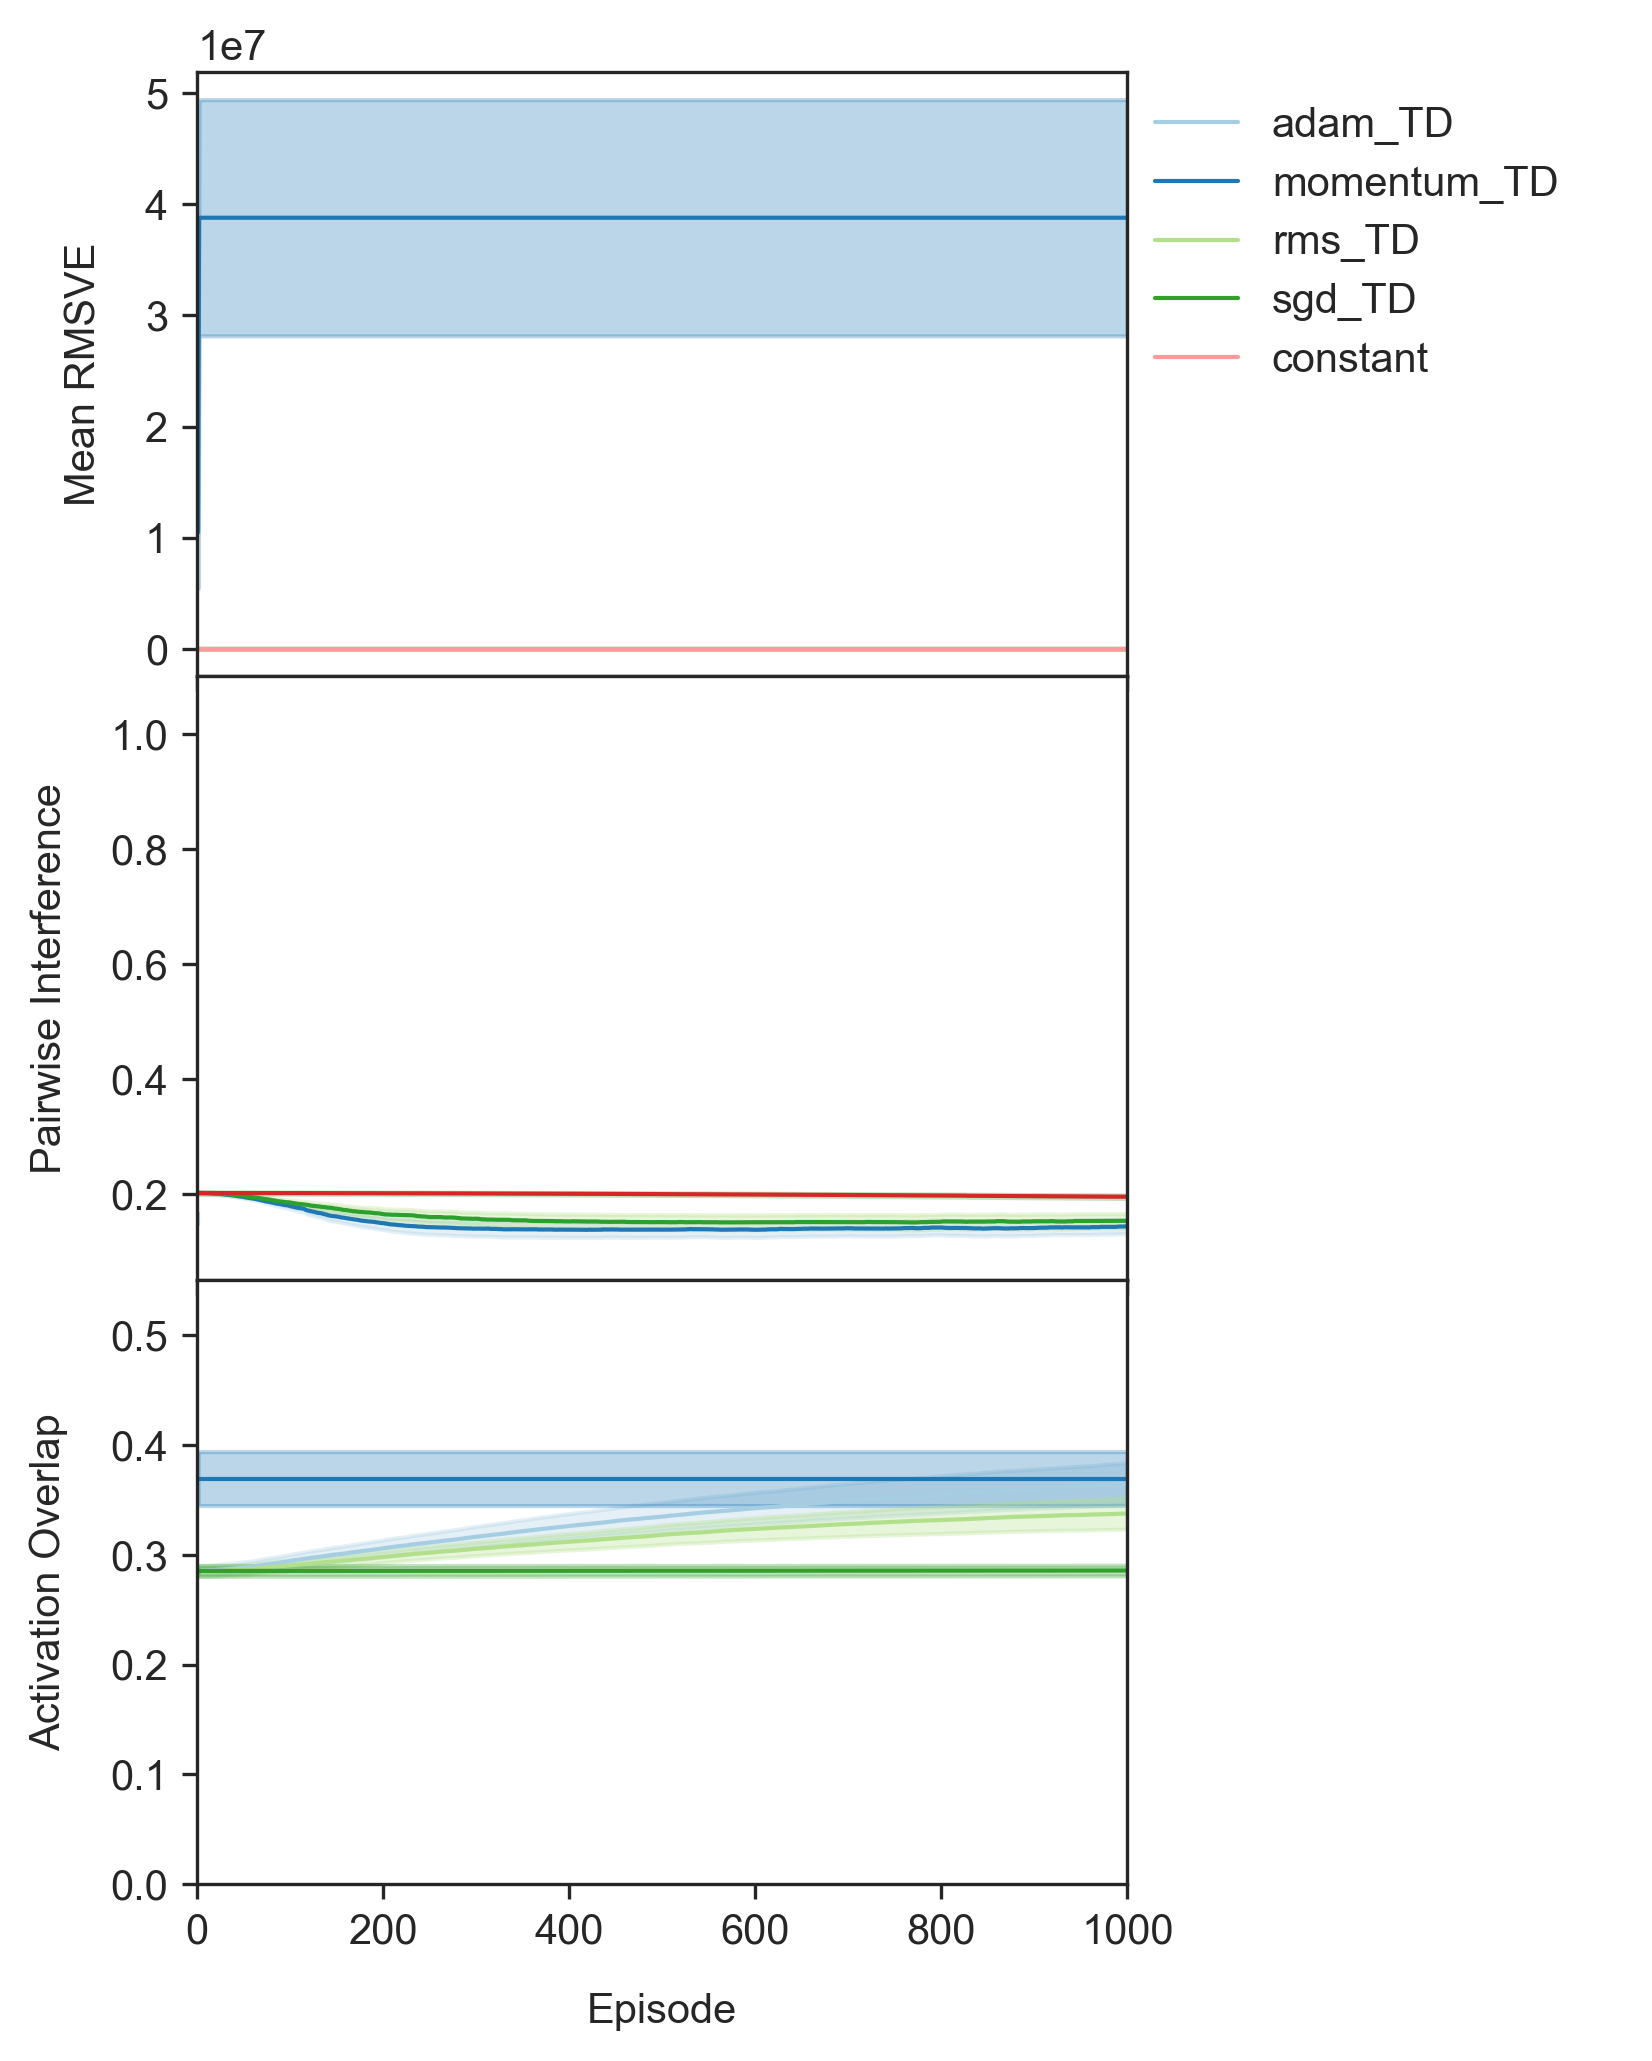 1e7
5
4
3
2
1
0
Mean RMSVE
adam_TD
momentum_TD
rms_TD
sgd_TD
constant
1.0
0.8
0.6
0.4
0.2
Pairwise Interference
0.5
0.4
0.3
0.2
0.1
0.0
Activation Overlap
0 200 400 600 800 1000
Episode